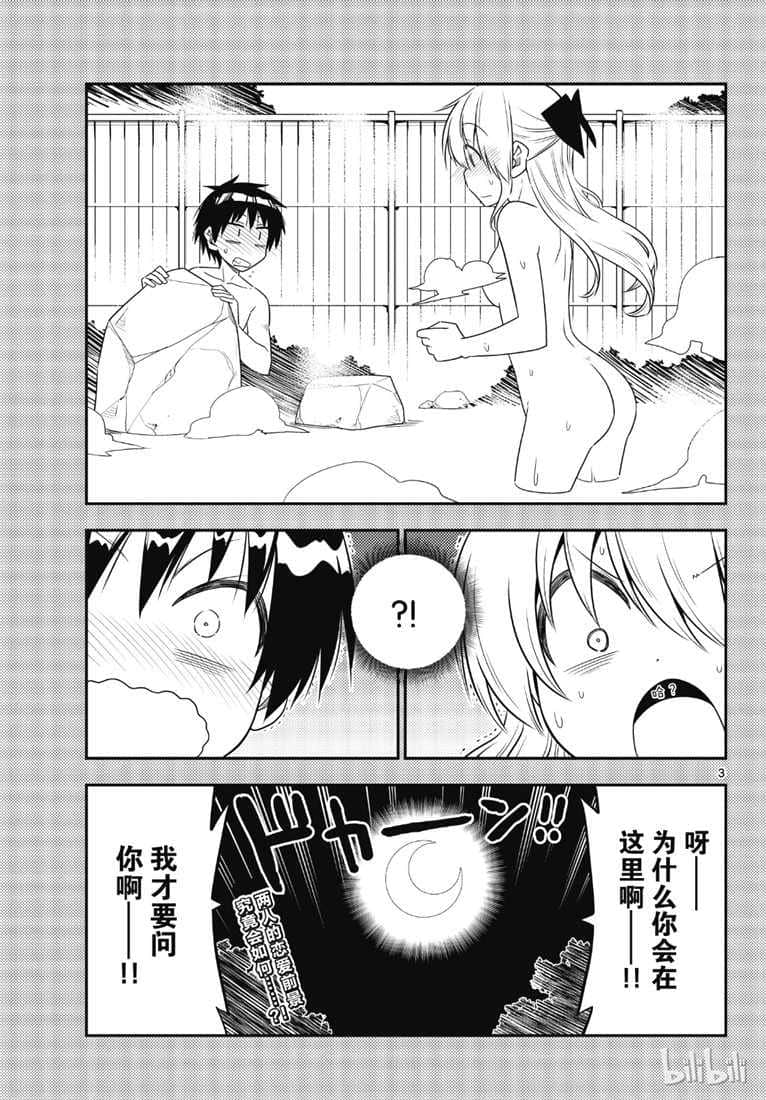 ?!
哈？
3
呀——
为什么你会在
这里啊——!!
ドカーン!!
两人的恋爱前景
究竟会如何……?!
我才要问
你啊——!!
bilibili